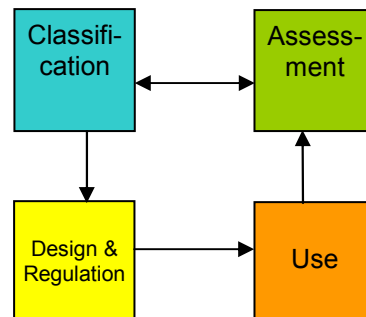 Classifi-
cation
Assess-
ment
Design &
Regulation
Use